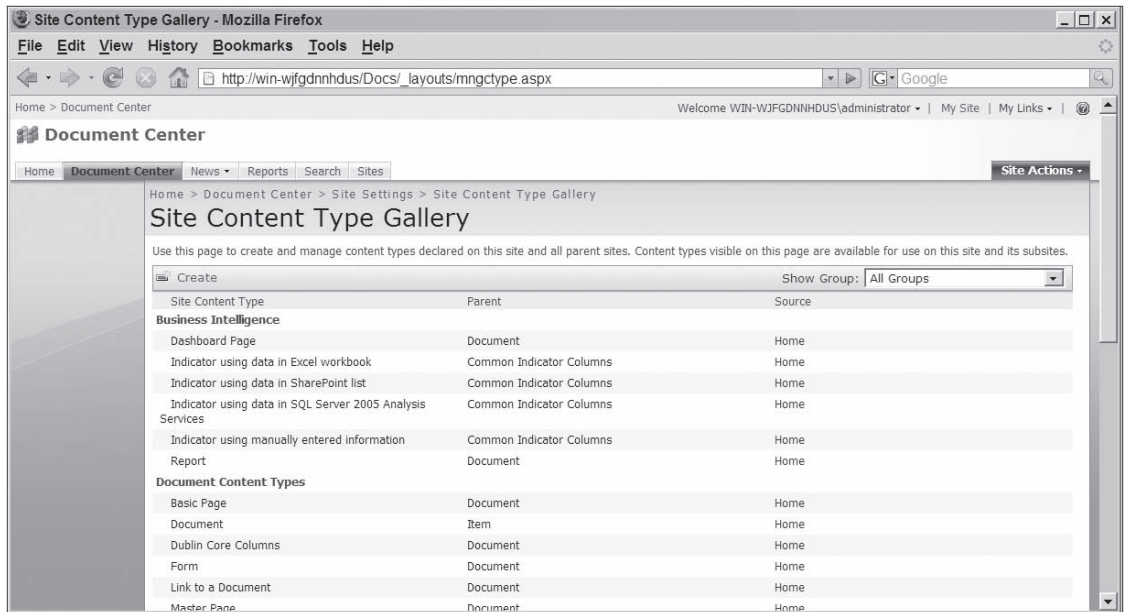 Site Content Type Gallery - Mozilla Firefox
File Edit View History Bookmarks Tools Help
http://win-wjfgdnnhdus/Docs/_layouts/mngctype.aspx
G Google
Home > Document Center
Welcome WIN-WJFGDNNHDUS\administrator | My Site | My Links |
Document Center
Home Document Center News Reports Search Sites
Site Actions
Home > Document Center > Site Settings > Site Content Type Gallery
Site Content Type Gallery
Use this page to create and manage content types declared on this site and all parent sites. Content types visible on this page are available for use on this site and its subsites.
Create Show Group: All Groups
Site Content Type Parent Source
Business Intelligence
Dashboard Page Document Home
Indicator using data in Excel workbook Common Indicator Columns Home
Indicator using data in SharePoint list Common Indicator Columns Home
Indicator using data in SQL Server 2005 Analysis Common Indicator Columns Home
Services
Indicator using manually entered information Common Indicator Columns Home
Report Document Home
Document Content Types
Basic Page Document Home
Document Item Home
Dublin Core Columns Document Home
Form Document Home
Link to a Document Document Home
Master Page Document Home